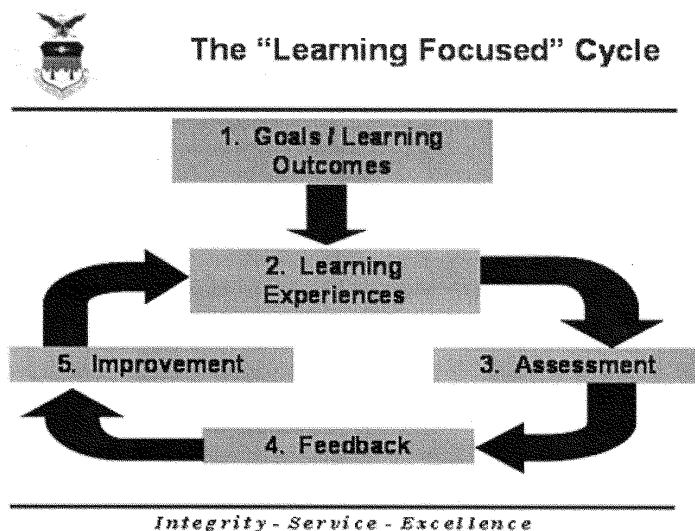 The “Learning Focused” Cycle
1. Goals / Learning
Outcomes
2. Learning
Experiences
5. Improvement
3. Assessment
4. Feedback
Integrity - Service - Excellence